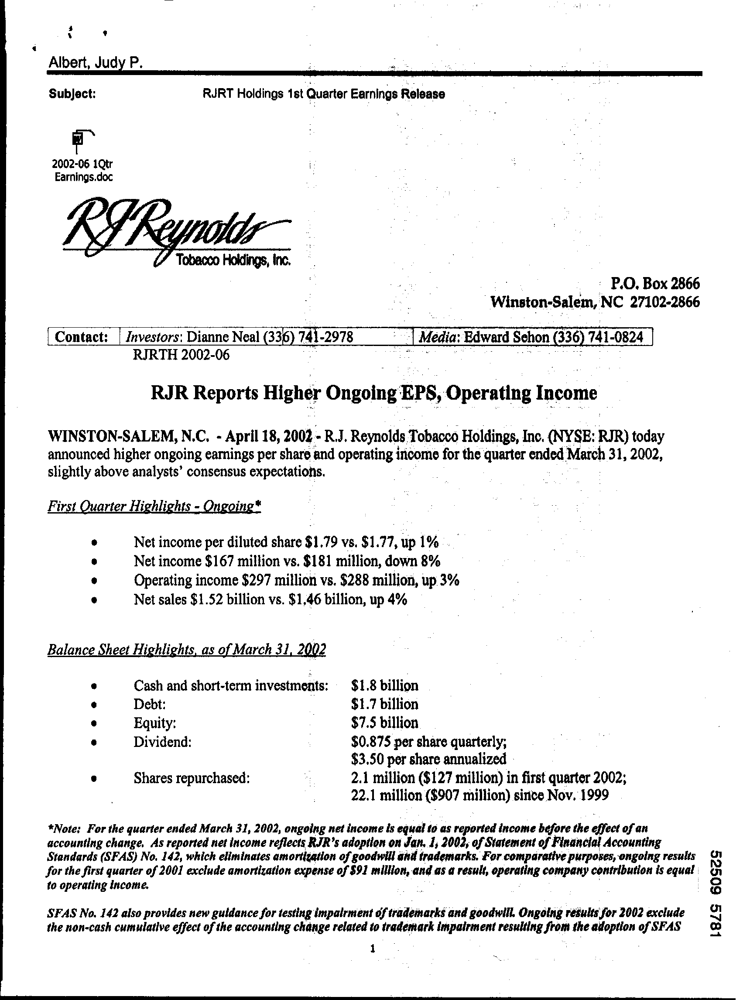 Albert, Judy P.
Subject: RJRT Holdings 1st Quarter Earnings Release
2002-06 1Qtr
Earnings.doc
RJReynolds
Tobacco Holdings, Inc.
P.O. Box 2866
Winston-Salem, NC 27102-2866
Contact: Investors: Dianne Neal (336) 741-2978 Media: Edward Sehon (336) 741-0824
RJRTH 2002-06
RJR Reports Higher Ongoing EPS, Operating Income
WINSTON-SALEM, N.C. - April 18, 2002 - R.J. Reynolds Tobacco Holdings, Inc. (NYSE: RJR) today
announced higher ongoing earnings per share and operating income for the quarter ended March 31, 2002,
slightly above analysts' consensus expectations.
First Quarter Highlights - Ongoing*
• Net income per diluted share $1.79 vs. $1.77, up 1%
• Net income $167 million vs. $181 million, down 8%
• Operating income $297 million vs. $288 million, up 3%
• Net sales $1.52 billion vs. $1.46 billion, up 4%
Balance Sheet Highlights, as of March 31, 2002
• Cash and short-term investments: $1.8 billion
• Debt: $1.7 billion
• Equity: $7.5 billion
• Dividend: $0.875 per share quarterly;
$3.50 per share annualized
• Shares repurchased: 2.1 million ($127 million) in first quarter 2002;
22.1 million ($907 million) since Nov. 1999
*Note: For the quarter ended March 31, 2002, ongoing net income is equal to as reported income before the effect of an
accounting change. As reported net income reflects RJR's adoption on Jan. 1, 2002, of Statement of Financial Accounting
Standards (SFAS) No. 142, which eliminates amortization of goodwill and trademarks. For comparative purposes, ongoing results
for the first quarter of 2001 exclude amortization expense of $91 million, and as a result, operating company contribution is equal
to operating income.
SFAS No. 142 also provides new guidance for testing impairment of trademarks and goodwill. Ongoing results for 2002 exclude
the non-cash cumulative effect of the accounting change related to trademark impairment resulting from the adoption of SFAS
1
52509 5781